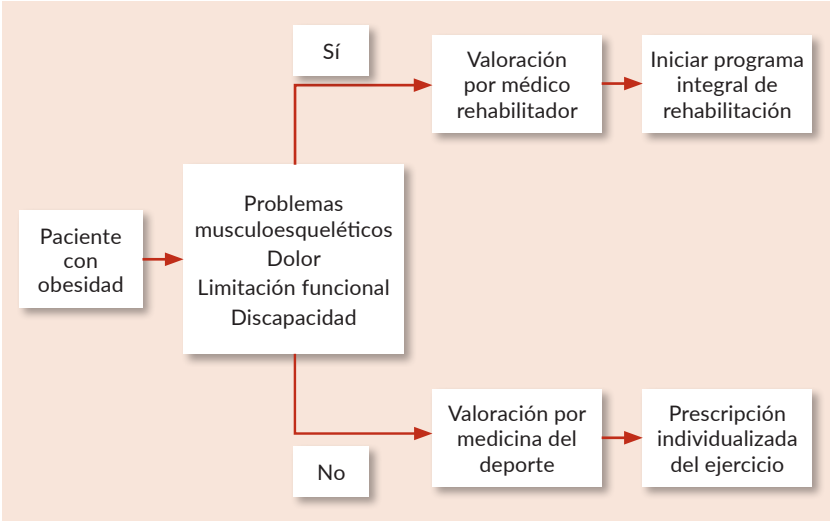 Paciente
con
obesidad
Problemas
musculoesqueléticos
Dolor
Limitación funcional
Discapacidad
Sí
Valoración
por médico
rehabilitador
Iniciar programa
integral de
rehabilitación
No
Valoración por
medicina del
deporte
Prescripción
individualizada
del ejercicio